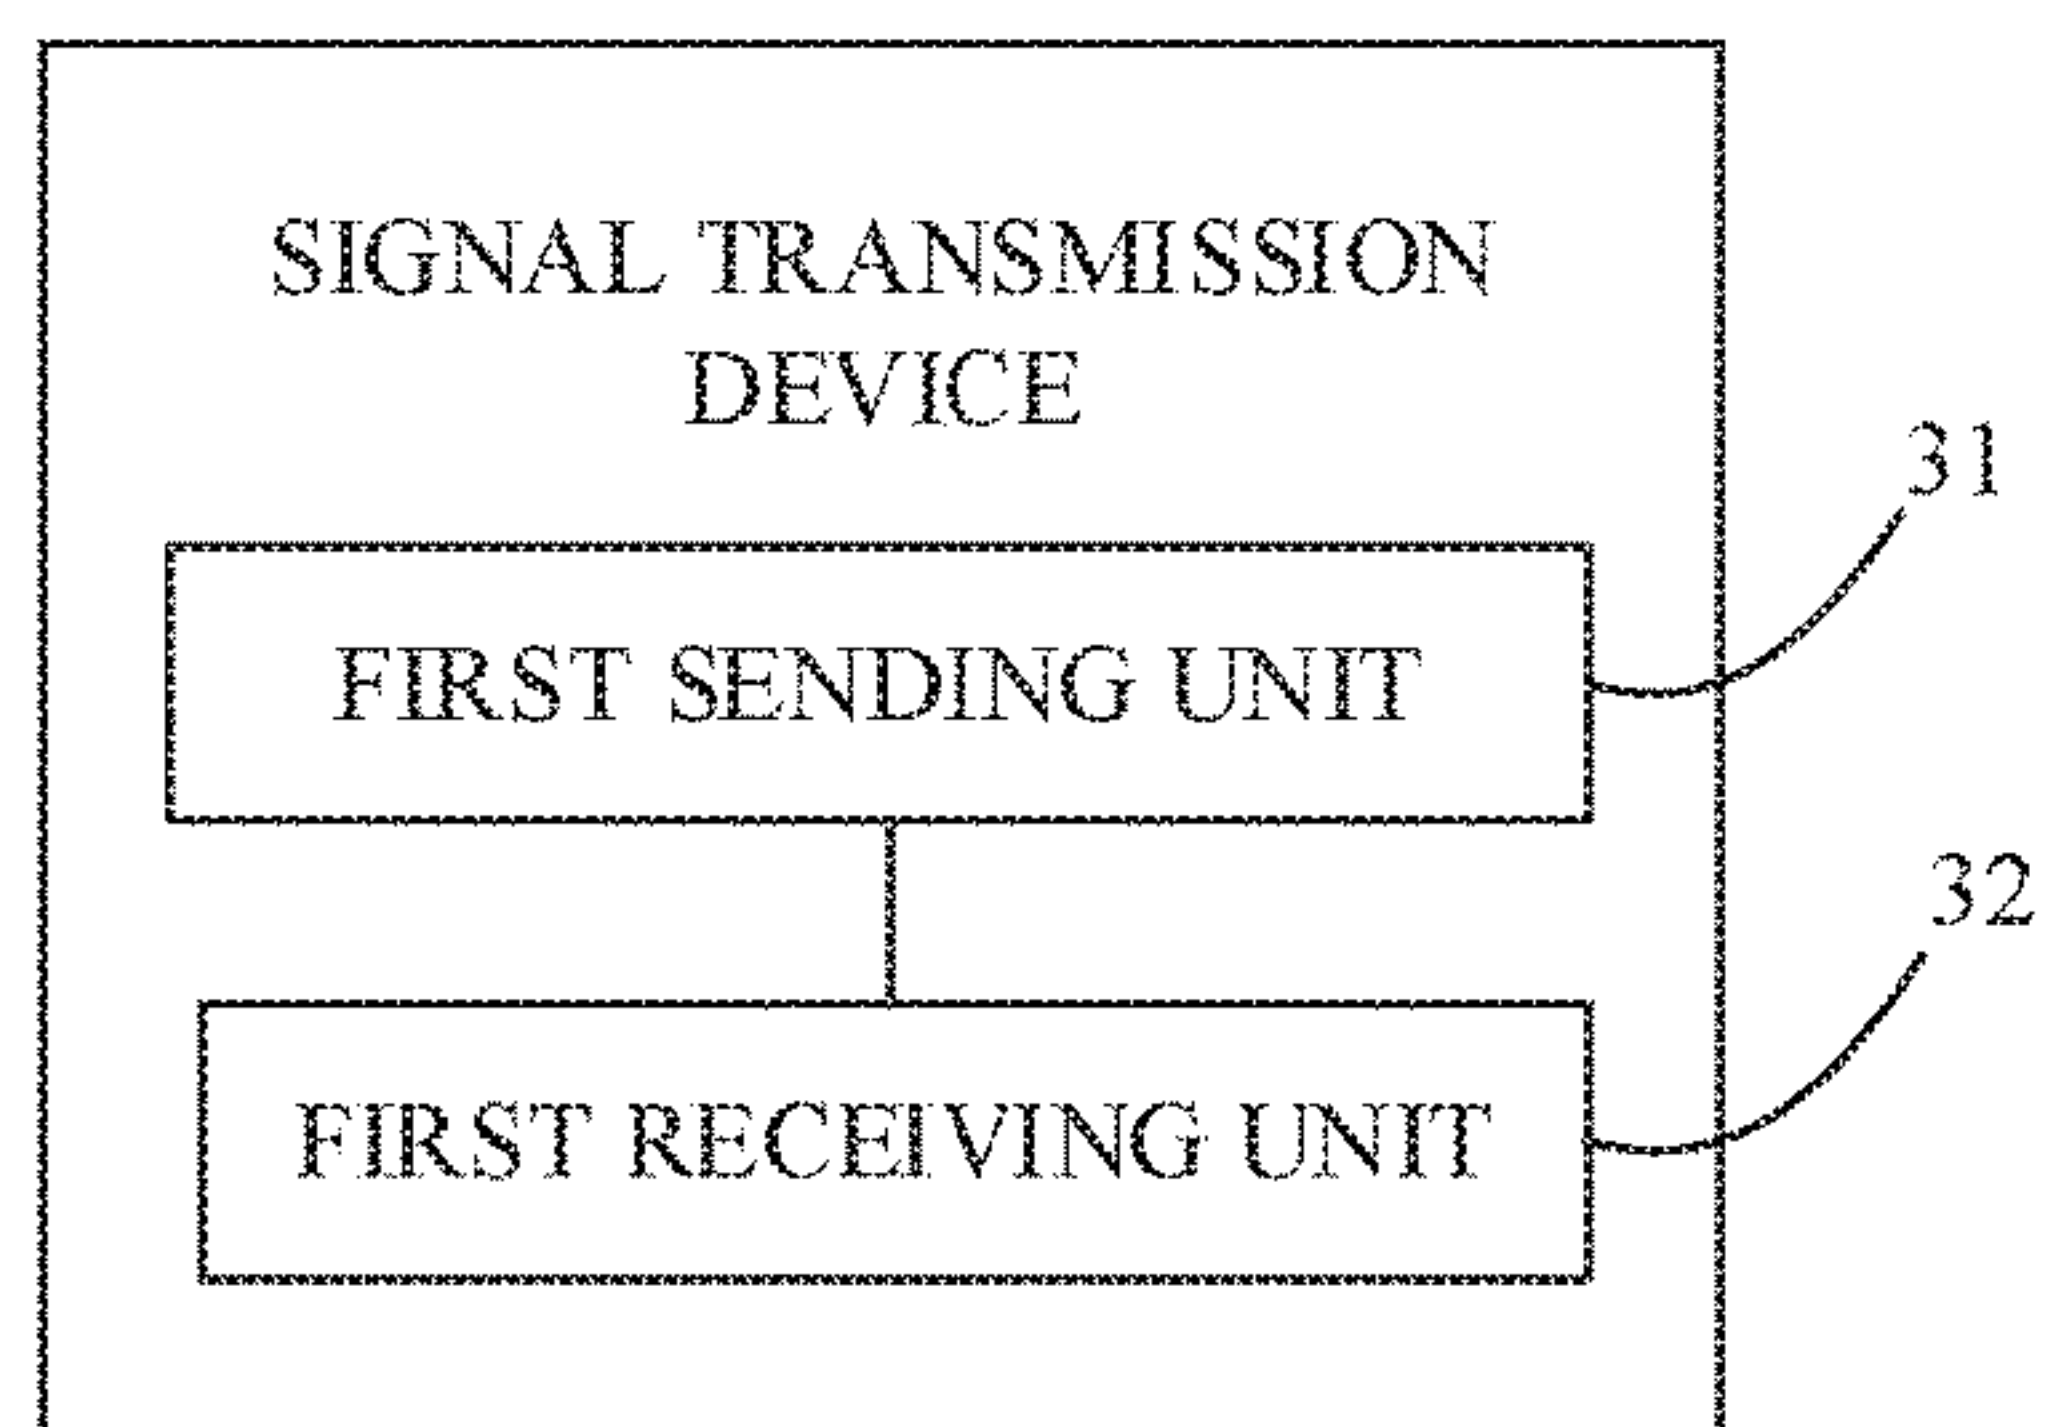 SIGNAL TRANSMISSION
DEVICE
31
FIRST SENDING UNIT
32
FIRST RECEIVING UNIT